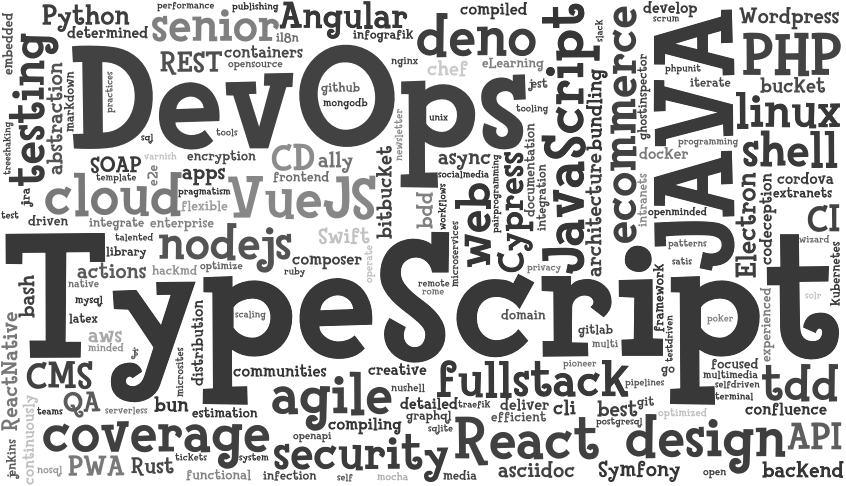 performance
publishing
compiled
develop
scrum
Python
Angular
Wordpress
embedded
determined
senior
i18n
infografik
deno
slack
REST
containers
opensource
nginx
chef
eLearning
JavaScript
ecommerce
phpunit
iterate
JAVA
PHP
bucket
testing
abstraction
markdown
DevOps
practices
github
mongodb
unix
jest
tooling
bundling
ghostinspector
linux
treeshaking
sql
tools
newsletter
programming
docker
shell
SOAP
template
varnish
e2e
encryption
CD
ally
frontend
bitbucket
async
socialmedia
pairprogramming
documentation
integration
architecture
intranets
cordova
extranets
jra
apps
pragmatism
flexible
cloud
VueJS
bdd
workflows
web
Cypress
openminded
Electron
codeception
CI
test
driven
integrate
enterprise
Swift
operate
microservices
patterns
wizard
kubernetes
talented
library
nodejs
composer
satis
actions
hackmd
optimize
ruby
privacy
framework
bash
native
mysql
TypeScript
remote
rome
solr
latex
distribution
scaling
domain
gitlab
multi
testdriven
poker
experienced
aws
minded
jr
ReactNative
microsites
pioneer
go
focused
multimedia
selfdriven
terminal
CMS
communities
creative
nushell
fullstack
pipelines
tdd
QA
teams
serverless
bun
estimation
agile
detailed
traefik
deliver
cli
best
git
optimized
confluence
continuously
graphql
efficient
postgresql
coverage
openapi
compiling
sqlite
React
design
API
jenkins
nosql
PWA
Rust
tickets
system
security
asciidoc
Symfony
open
backend
functional
infection
self
mocha
media